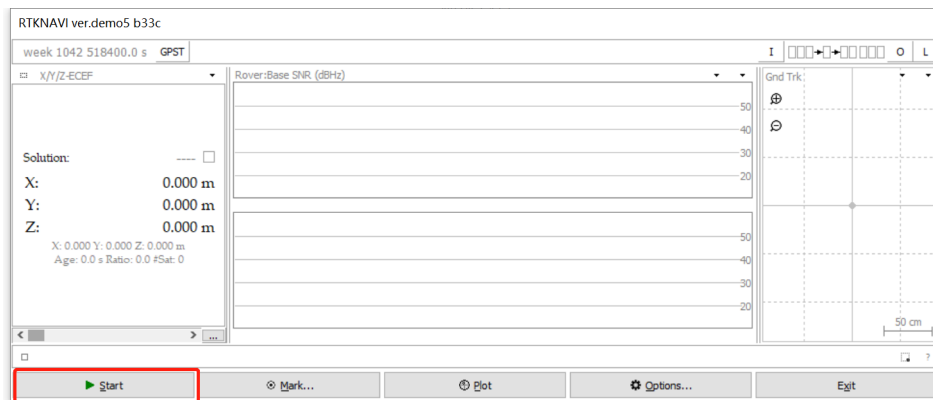 RTKNAVI ver.demo5 b33c
week 1042 518400.0 s GPST
I
O
L
X/Y/Z-ECEF
Rover:Base SNR (dBHz)
Gnd Trk
50
40
30
20
Solution: ----
X: 0.000 m
Y: 0.000 m
Z: 0.000 m
X: 0.000 Y: 0.000 Z: 0.000 m
Age: 0.0 s Ratio: 0.0 #Sat: 0
50
40
30
20
50 cm
...
?
Start
Mark...
Plot
Options...
Exit